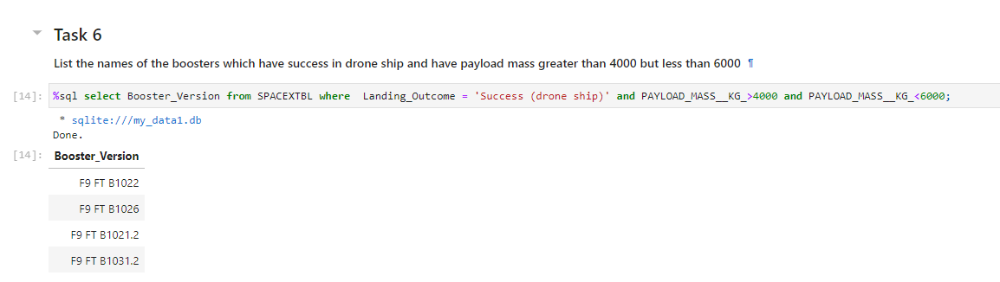 Task 6
List the names of the boosters which have success in drone ship and have payload mass greater than 4000 but less than 6000 ¶
[14]: %sql select Booster_Version from SPACEXTBL where  Landing_Outcome = 'Success (drone ship)' and PAYLOAD_MASS__KG_>4000 and PAYLOAD_MASS__KG_<6000;
* sqlite:///my_data1.db
Done.
[14]: Booster_Version
F9 FT B1022
F9 FT B1026
F9 FT B1021.2
F9 FT B1031.2